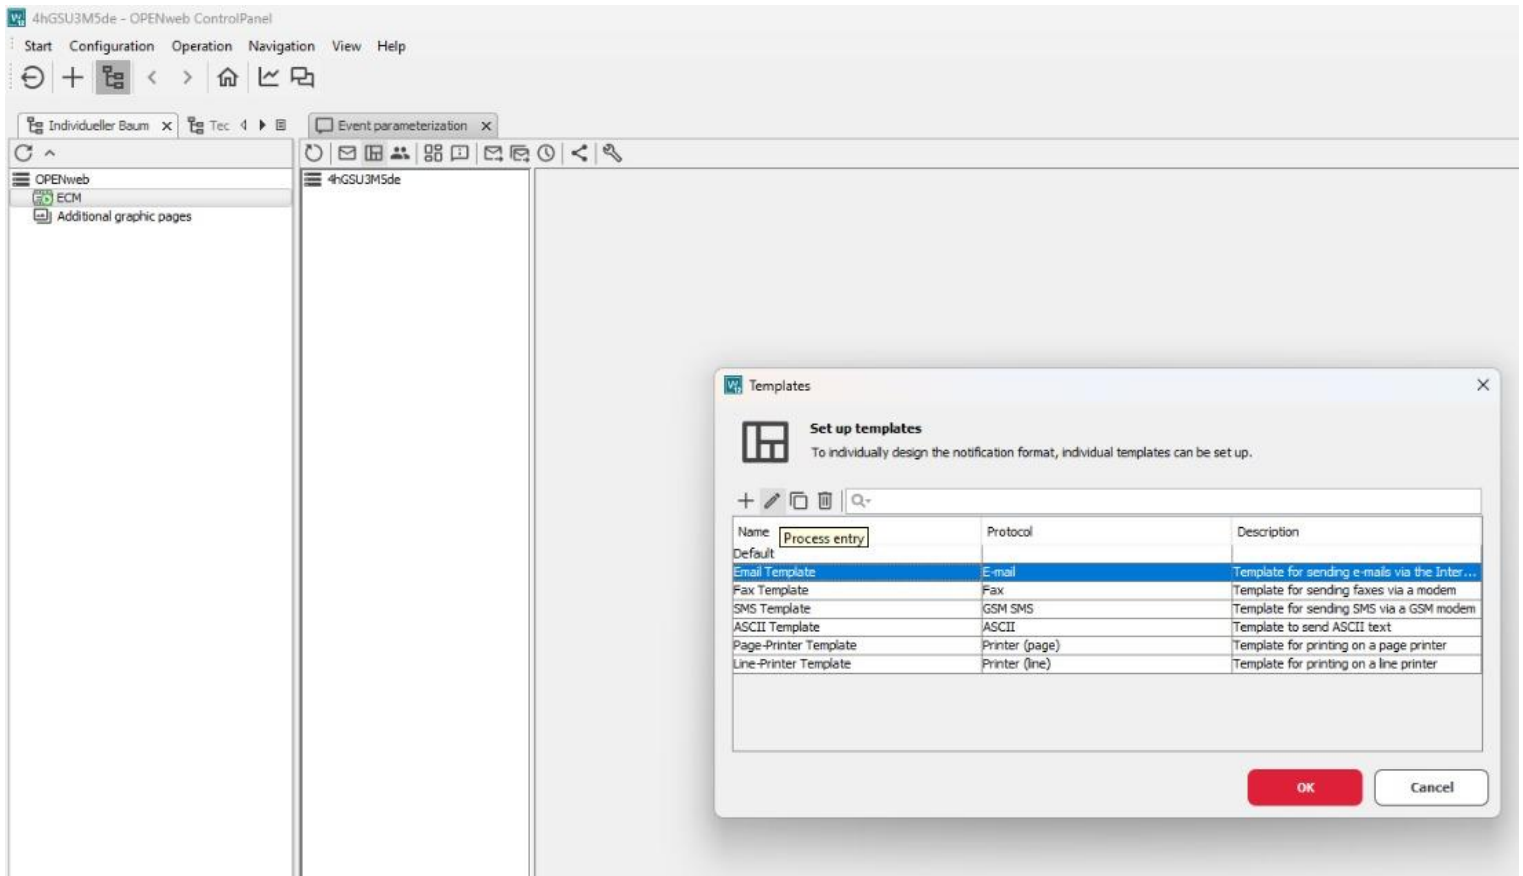 4hGSU3M5de - OPENweb ControlPanel
Start Configuration Operation Navigation View Help
Individueller Baum Tec Event parameterization
OPENweb 4hGSU3M5de
ECM
Additional graphic pages
Templates
Set up templates
To individually design the notification format, individual templates can be set up.
Name Protocol Description
Process entry
Default
Email Template E-mail Template for sending e-mails via the Inter...
Fax Template Fax Template for sending faxes via a modem
SMS Template GSM SMS Template for sending SMS via a GSM modem
ASCII Template ASCII Template to send ASCII text
Page-Printer Template Printer (page) Template for printing on a page printer
Line-Printer Template Printer (line) Template for printing on a line printer
OK Cancel